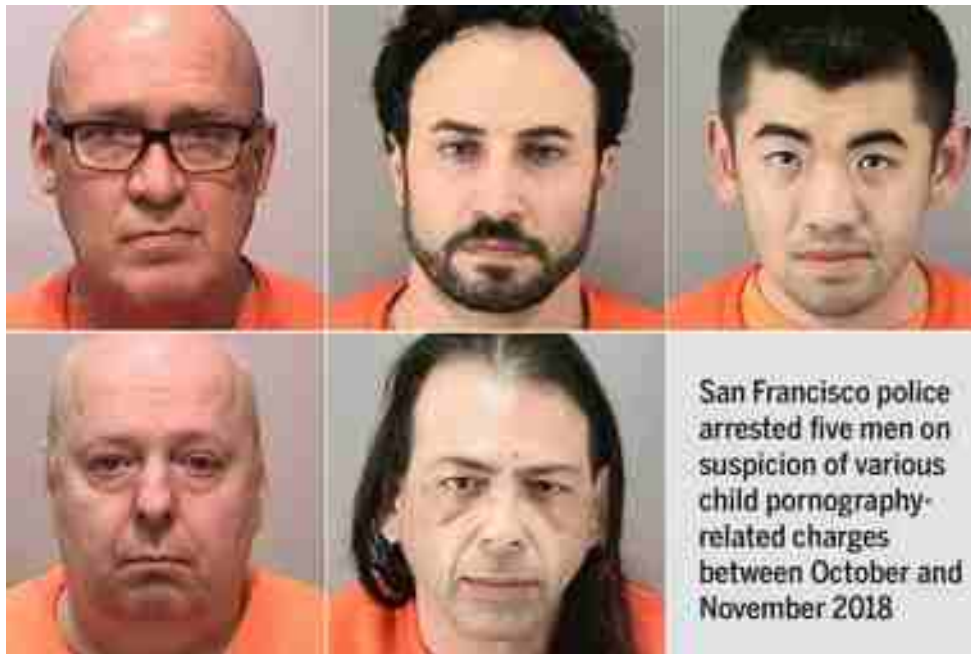 San Francisco police
arrested five men on
suspicion of various
child pornography-
related charges
between October and
November 2018